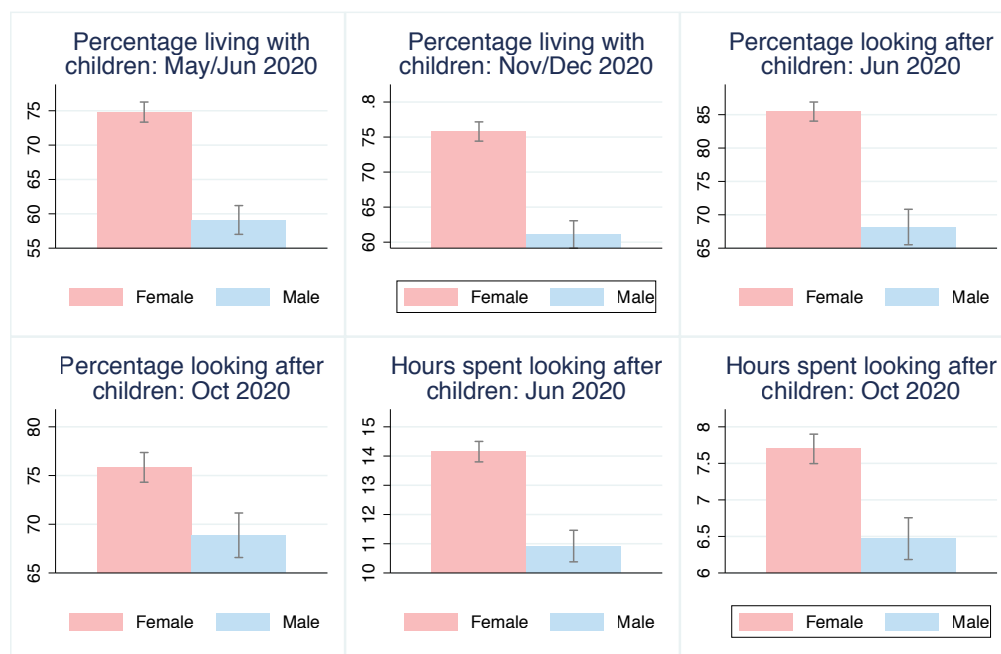 Percentage living with
children: May/Jun 2020
75
70
65
60
55
Female Male
Percentage living with
children: Nov/Dec 2020
.8
75
70
65
60
Female Male
Percentage looking after
children: Jun 2020
85
80
75
70
65
Female Male
Percentage looking after
children: Oct 2020
80
75
70
65
Female Male
Hours spent looking after
children: Jun 2020
15
14
13
12
11
10
Female Male
Hours spent looking after
children: Oct 2020
8
7.5
7
6.5
6
Female Male